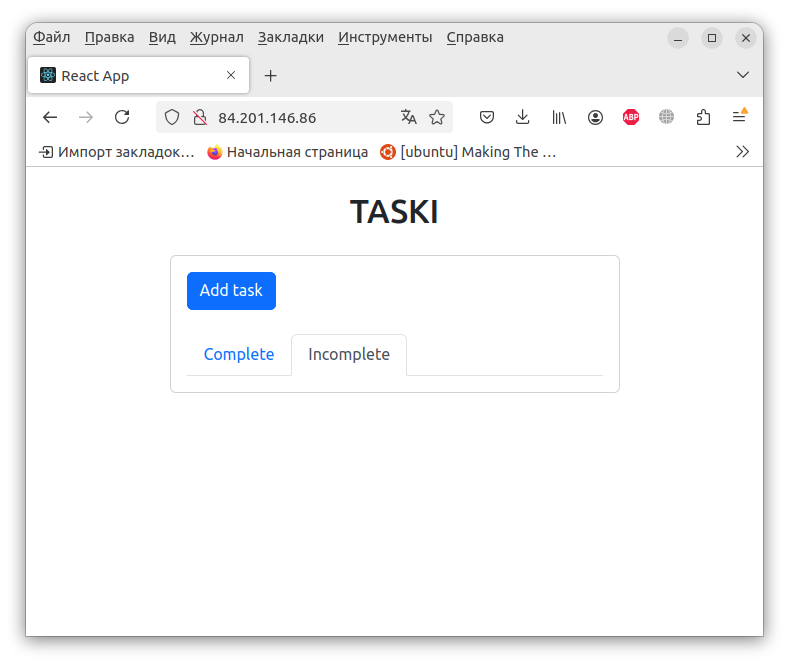 Файл Правка Вид Журнал Закладки Инструменты Справка
React App
84.201.146.86
ABP
Импорт закладок… Начальная страница [ubuntu] Making The …
TASKI
Add task
Complete Incomplete